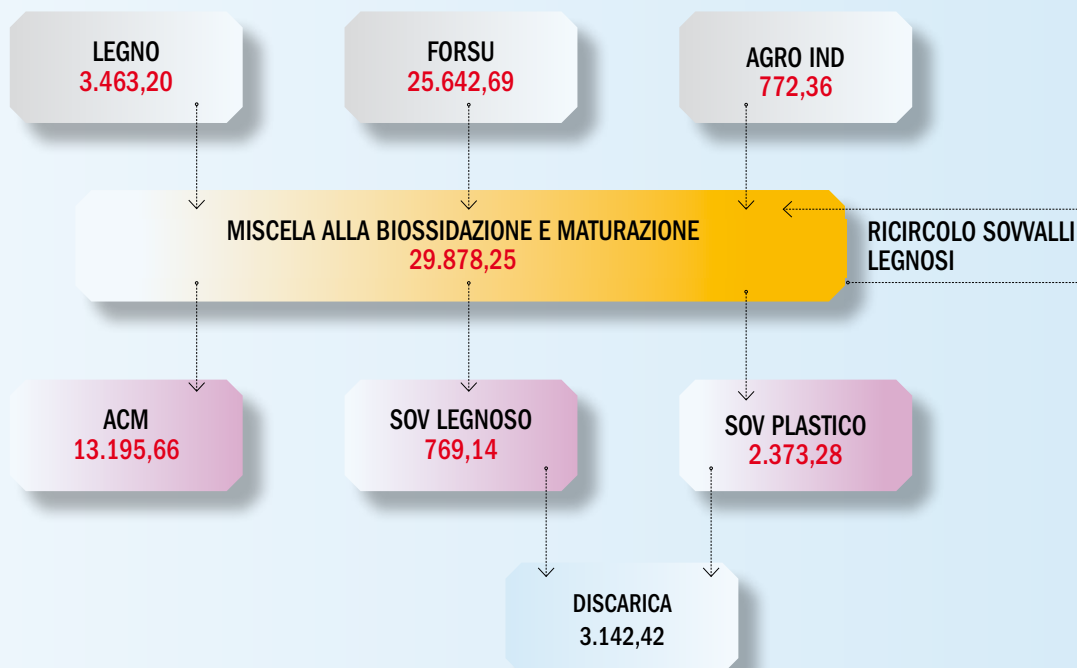 LEGNO
3.463,20
FORSU
25.642,69
AGRO IND
772,36
MISCELA ALLA BIOSSIDAZIONE E MATURAZIONE
29.878,25
RICIRCOLO SOVVALLI
LEGNOSI
ACM
13.195,66
SOV LEGNOSO
769,14
SOV PLASTICO
2.373,28
DISCARICA
3.142,42